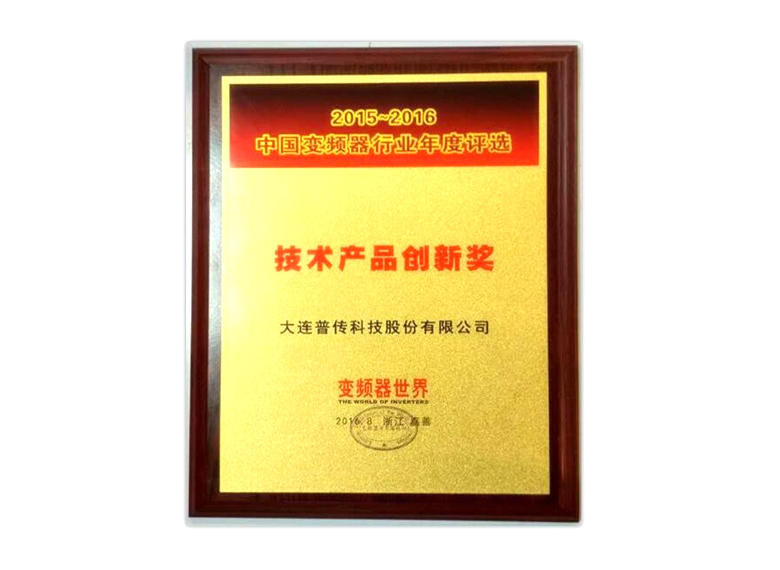 2015~2016
中国变频器行业年度评选
技术产品创新奖
大连普传科技股份有限公司
变频器世界
THE WORLD OF INVERTERS
2016.8 浙江 嘉善